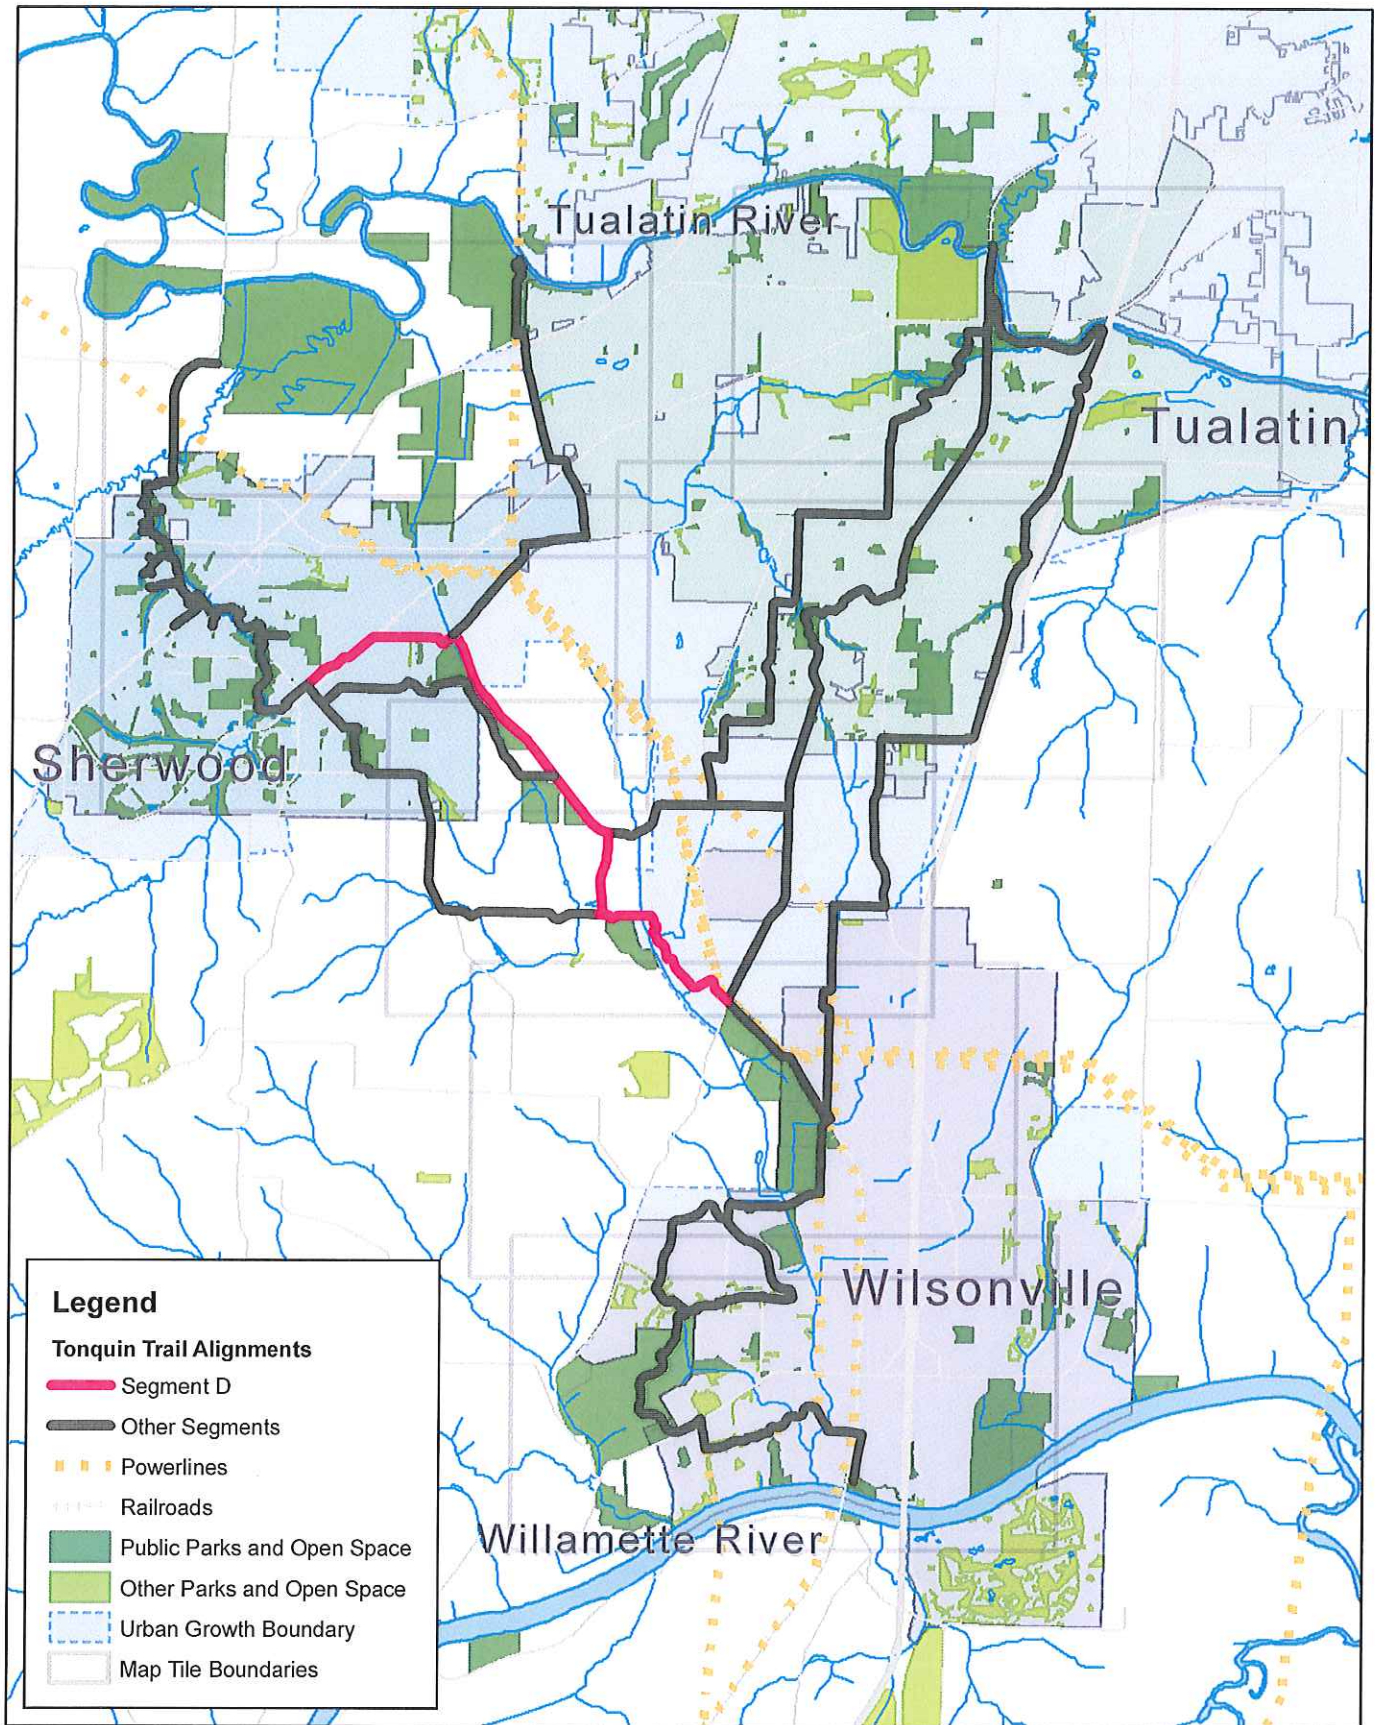 Tualatin River
Tualatin
Sherwood
Wilsonville
Willamette River
Legend
Tonquin Trail Alignments
Segment D
Other Segments
Powerlines
Railroads
Public Parks and Open Space
Other Parks and Open Space
Urban Growth Boundary
Map Tile Boundaries